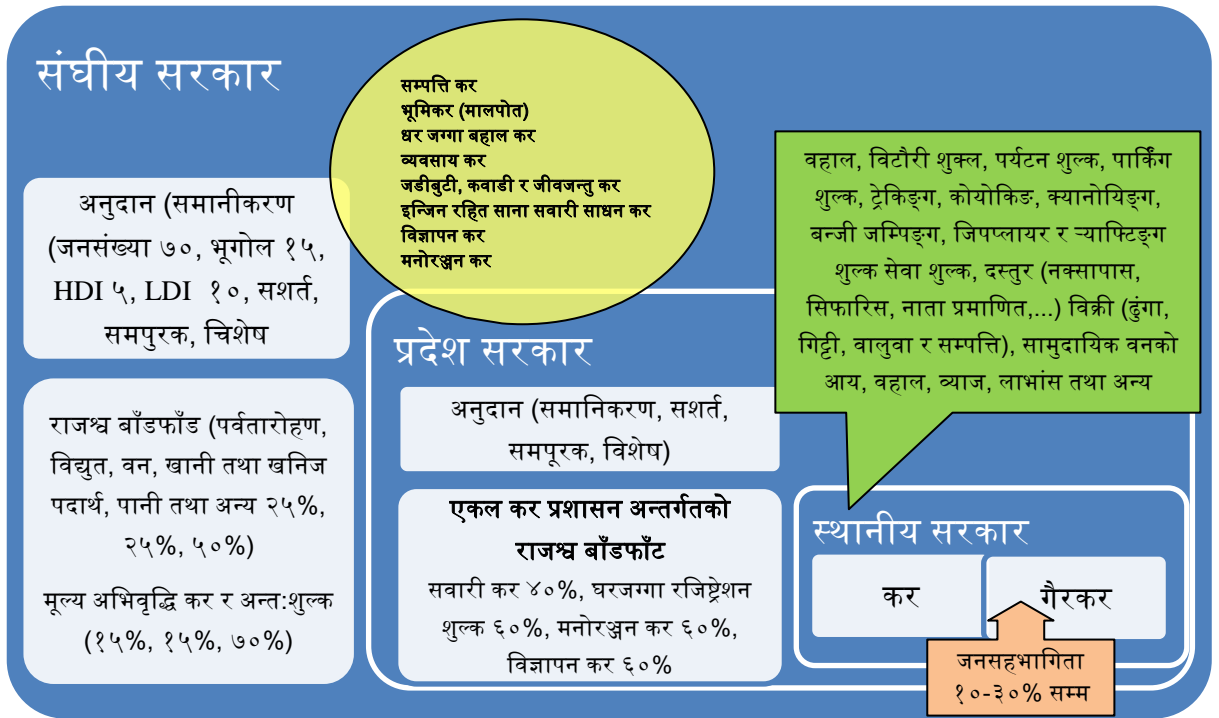 संघीय सरकार
सम्पत्ति कर
भूमिकर (मालपोत)
धर जग्गा बहाल कर
व्यवसाय कर
जडीबुटी, कवाडी र जीवजन्तु कर
इन्जिन रहित साना सवारी साधन कर
विज्ञापन कर
मनोरञ्जन कर
वहाल, विटौरी शुक्ल, पर्यटन शुल्क, पार्किंग
शुल्क, ट्रेकिङ्ग, कोयोकिङ, क्यानोयिङ्ग,
वन्जी जम्पिङ्ग, जिपप्लायर र र्‍याफ्टिङ्ग
शुल्क सेवा शुल्क, दस्तुर (नक्सापास,
सिफारिस, नाता प्रमाणित,...) विक्री (ढुंगा,
गिट्टी, वालुवा र सम्पत्ति), सामुदायिक वनको
आय, वहाल, व्याज, लाभांस तथा अन्य
अनुदान (समानीकरण
(जनसंख्या ७०, भूगोल १५,
HDI ५, LDI १०, सशर्त,
समपुरक, चिशेष
राजश्व बाँडफाँड (पर्वतारोहण,
विद्युत, वन, खानी तथा खनिज
पदार्थ, पानी तथा अन्य २५%,
२५%, ५०%)
मूल्य अभिवृद्धि कर र अन्त:शुल्क
(१५%, १५%, ७०%)
प्रदेश सरकार
अनुदान (समानिकरण, सशर्त,
समपूरक, विशेष)
एकल कर प्रशासन अन्तर्गतको
राजश्व बाँडफाँट
सवारी कर ४०%, घरजग्गा रजिष्ट्रेशन
शुल्क ६०%, मनोरञ्जन कर ६०%,
विज्ञापन कर ६०%
स्थानीय सरकार
कर
गैरकर
जनसहभागिता
१०-३०% सम्म